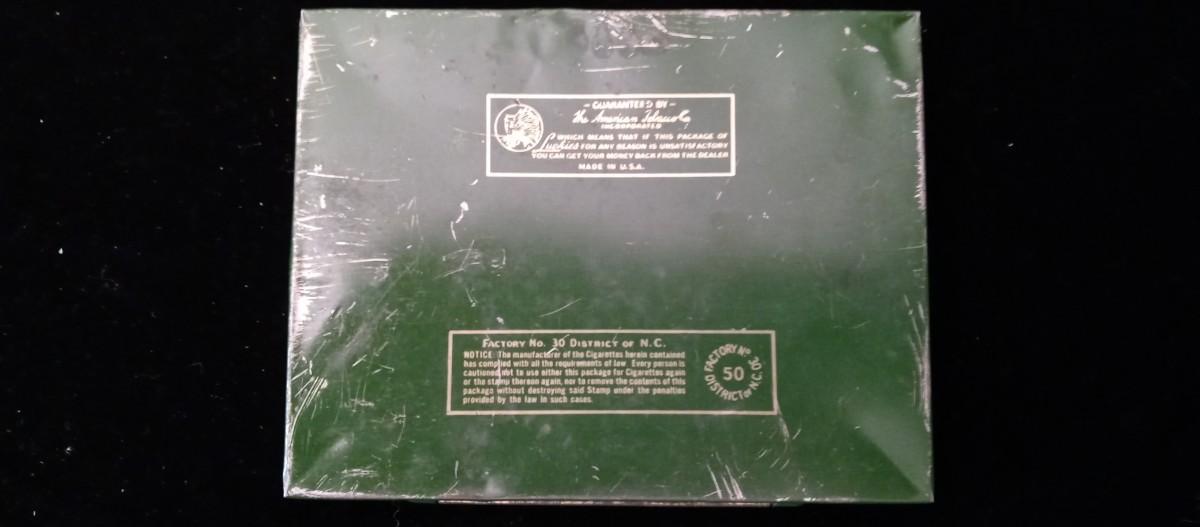 – GUARANTEED BY –
The American Tobacco Co
INCORPORATED
WHICH MEANS THAT IF THIS PACKAGE OF
Luckies FOR ANY REASON IS UNSATISFACTORY
YOU CAN GET YOUR MONEY BACK FROM THE DEALER
MADE IN U.S.A.
FACTORY No. 30 DISTRICT OF N.C.
NOTICE: The manufacturer of the Cigarettes herein contained
has complied with all the requirements of law Every person is
cautioned not to use either this package for Cigarettes again
or the stamp thereon again, nor to remove the contents of this
package without destroying said Stamp under the penalties
provided by the law in such cases.
FACTORY Nº 30
50
DISTRICT OF N.C.